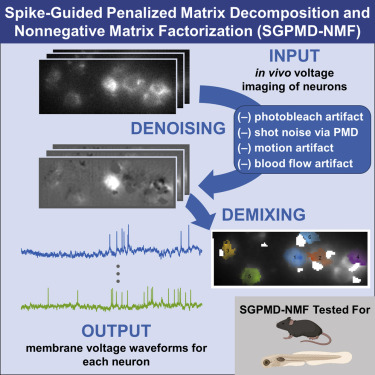 Spike-Guided Penalized Matrix Decomposition and
Nonnegative Matrix Factorization (SGPMD-NMF)
INPUT
in vivo voltage
imaging of neurons
DENOISING
(–) photobleach artifact
(–) shot noise via PMD
(–) motion artifact
(–) blood flow artifact
DEMIXING
OUTPUT
membrane voltage waveforms for
each neuron
SGPMD-NMF Tested For